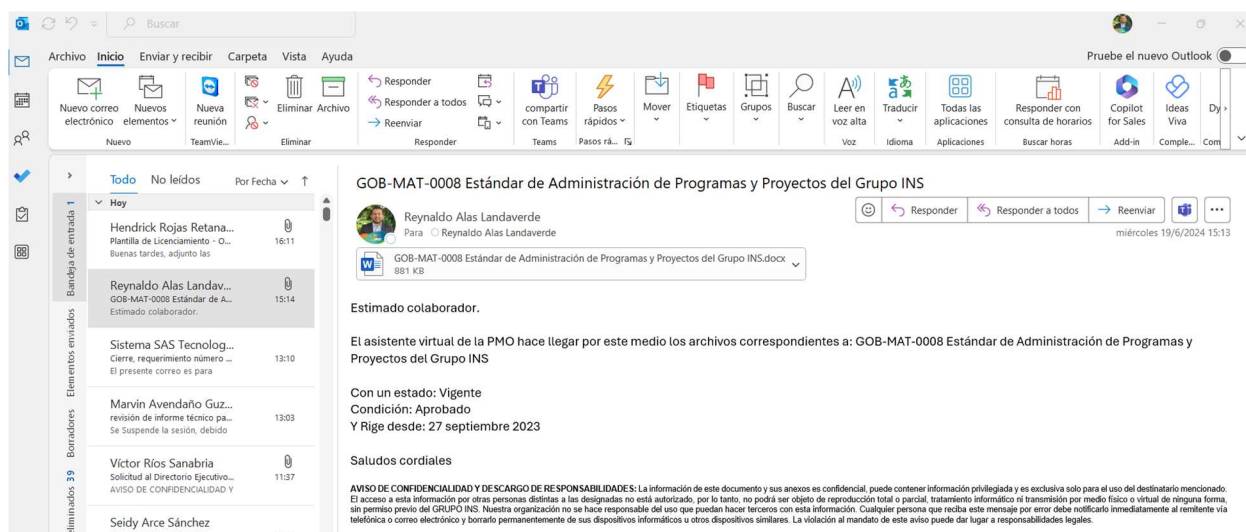 Buscar
Archivo Inicio Enviar y recibir Carpeta Vista Ayuda
Pruebe el nuevo Outlook
Nuevo correo electrónico
Nuevos elementos
Nuevo
Nueva reunión
TeamVie...
Eliminar
Archivo
Eliminar
Responder
Responder a todos
Reenviar
Responder
compartir con Teams
Teams
Pasos rápidos
Pasos rá...
Mover
Etiquetas
Grupos
Buscar
Leer en voz alta
Voz
Traducir
Idioma
Todas las aplicaciones
Aplicaciones
Responder con consulta de horarios
Buscar horas
Copilot for Sales
Add-in
Ideas Viva
Comple...
Dy
Com
Bandeja de entrada 1
Elementos enviados
Borradores
eliminados 39
Todo No leídos Por Fecha
Hoy
Hendrick Rojas Retana...
Plantilla de Licenciamiento - O... 16:11
Buenas tardes, adjunto las
Reynaldo Alas Landav...
GOB-MAT-0008 Estándar de A... 15:14
Estimado colaborador.
Sistema SAS Tecnolog...
Cierre, requerimiento número ... 13:10
El presente correo es para
Marvin Avendaño Guz...
revisión de informe técnico pa... 13:03
Se Suspende la sesión, debido
Víctor Ríos Sanabria
Solicitud al Directorio Ejecutivo... 11:37
AVISO DE CONFIDENCIALIDAD Y
Seidy Arce Sánchez
GOB-MAT-0008 Estándar de Administración de Programas y Proyectos del Grupo INS
Reynaldo Alas Landaverde
Para Reynaldo Alas Landaverde
Responder Responder a todos Reenviar
miércoles 19/6/2024 15:13
GOB-MAT-0008 Estándar de Administración de Programas y Proyectos del Grupo INS.docx
881 KB
Estimado colaborador.
El asistente virtual de la PMO hace llegar por este medio los archivos correspondientes a: GOB-MAT-0008 Estándar de Administración de Programas y
Proyectos del Grupo INS
Con un estado: Vigente
Condición: Aprobado
Y Rige desde: 27 septiembre 2023
Saludos cordiales
AVISO DE CONFIDENCIALIDAD Y DESCARGO DE RESPONSABILIDADES: La información de este documento y sus anexos es confidencial, puede contener información privilegiada y es exclusiva solo para el uso del destinatario mencionado.
El acceso a esta información por otras personas distintas a las designadas no está autorizado, por lo tanto, no podrá ser objeto de reproducción total o parcial, tratamiento informático ni transmisión por medio físico o virtual de ninguna forma,
sin permiso previo del GRUPO INS. Nuestra organización no se hace responsable del uso que puedan hacer terceros con esta información. Cualquier persona que reciba este mensaje por error debe notificarlo inmediatamente al remitente vía
telefónica o correo electrónico y borrarlo permanentemente de sus dispositivos informáticos u otros dispositivos similares. La violación al mandato de este aviso puede dar lugar a responsabilidades legales.